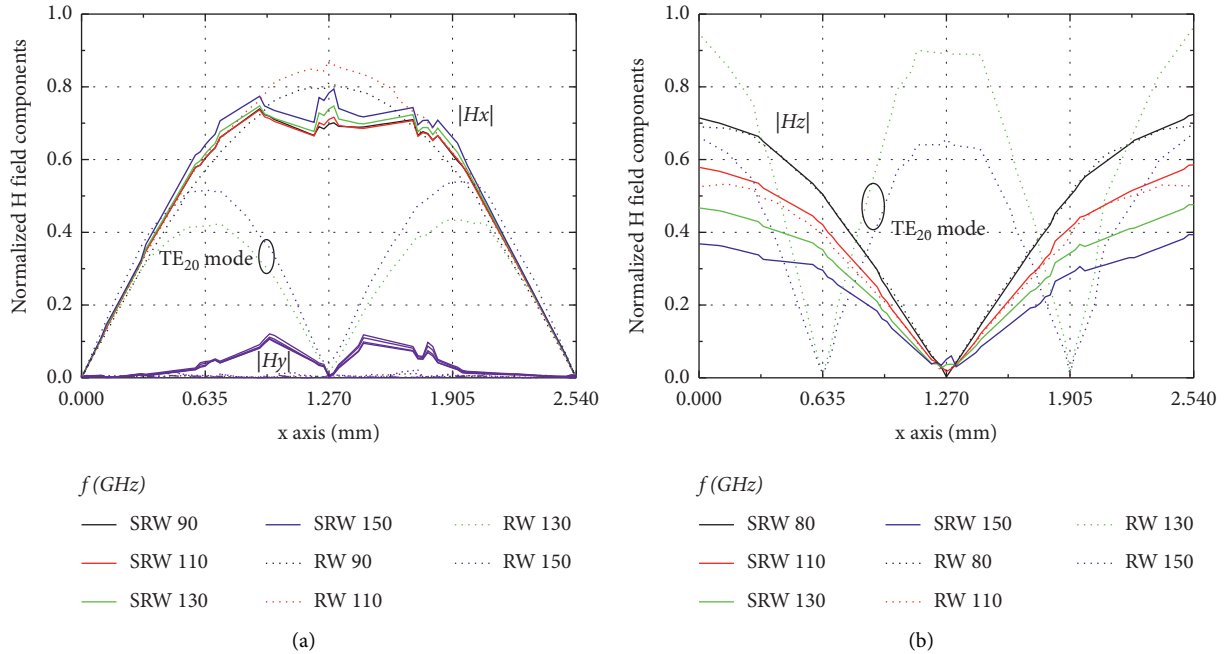 Normalized H field components
1.0
0.8
0.6
0.4
0.2
0.0
|Hx|
TE20 mode
|Hy|
0.000 0.635 1.270 1.905 2.540
x axis (mm)
f (GHz)
SRW 90 SRW 150 RW 130
SRW 110 RW 90 RW 150
SRW 130 RW 110
(a)
Normalized H field components
1.0
0.8
0.6
0.4
0.2
0.0
|Hz|
TE20 mode
0.000 0.635 1.270 1.905 2.540
x axis (mm)
f (GHz)
SRW 80 SRW 150 RW 130
SRW 110 RW 80 RW 150
SRW 130 RW 110
(b)